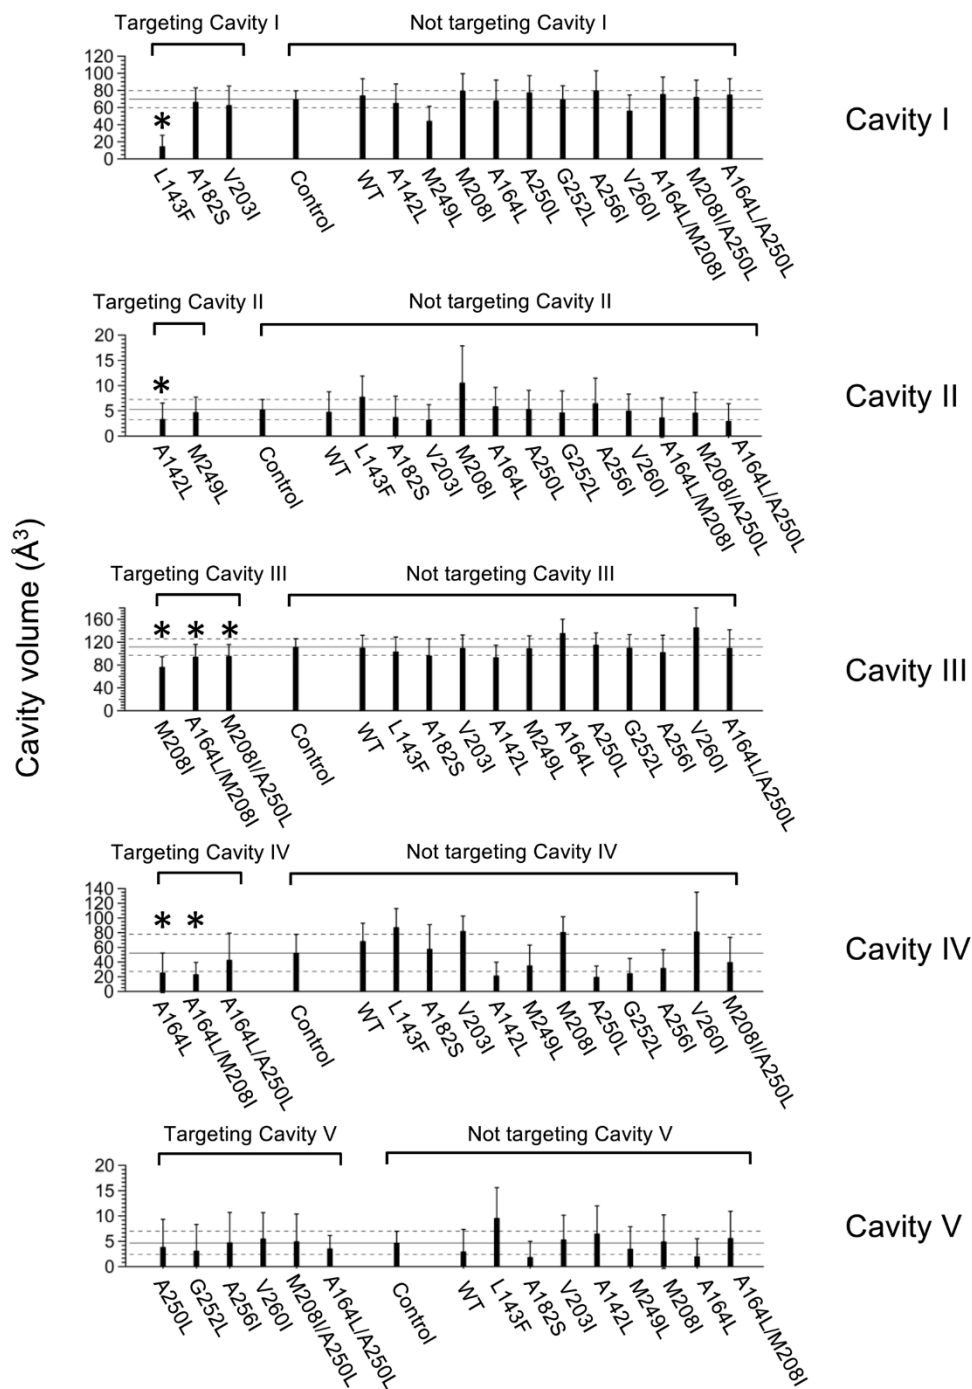 Cavity volume (Å³)
Targeting Cavity I
Not targeting Cavity I
120
100
80
60
40
20
0
*
L143F
A182S
V203I
Control
WT
A142L
M249L
M208I
A164L
A250L
G252L
A256I
V260I
A164L/M208I
M208I/A250L
A164L/A250L
Cavity I
Targeting Cavity II
Not targeting Cavity II
20
15
10
5
0
*
A142L
M249L
Control
WT
L143F
A182S
V203I
M208I
A164L
A250L
G252L
A256I
V260I
A164L/M208I
M208I/A250L
A164L/A250L
Cavity II
Targeting Cavity III
Not targeting Cavity III
160
120
80
40
0
* * *
M208I
A164L/M208I
M208I/A250L
Control
WT
L143F
A182S
V203I
A142L
M249L
A164L
A250L
G252L
A256I
V260I
A164L/A250L
Cavity III
Targeting Cavity IV
Not targeting Cavity IV
140
120
100
80
60
40
20
0
* *
A164L
A164L/M208I
A164L/A250L
Control
WT
L143F
A182S
V203I
A142L
M249L
M208I
A250L
G252L
A256I
V260I
M208I/A250L
Cavity IV
Targeting Cavity V
Not targeting Cavity V
20
15
10
5
0
A250L
G252L
A256I
V260I
M208I/A250L
A164L/A250L
Control
WT
L143F
A182S
V203I
A142L
M249L
M208I
A164L
A164L/M208I
Cavity V